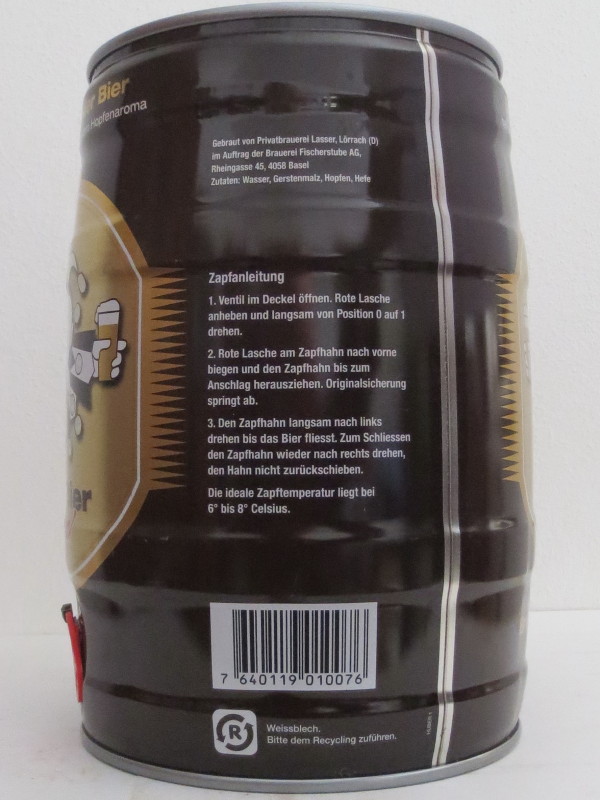 Bier
Hopfenaroma
Gebraut von Privatbrauerei Lasser, Lörrach (D)
im Auftrag der Brauerei Fischerstube AG,
Rheingasse 45, 4058 Basel
Zutaten: Wasser, Gerstenmalz, Hopfen, Hefe
Zapfanleitung
1. Ventil im Deckel öffnen. Rote Lasche
anheben und langsam von Position 0 auf 1
drehen.
2. Rote Lasche am Zapfhahn nach vorne
biegen und den Zapfhahn bis zum
Anschlag herausziehen. Originalsicherung
springt ab.
3. Den Zapfhahn langsam nach links
drehen bis das Bier fliesst. Zum Schliessen
den Zapfhahn wieder nach rechts drehen,
den Hahn nicht zurückschieben.
Die ideale Zapftemperatur liegt bei
6° bis 8° Celsius.
7 640119 010076
R
Weissblech.
Bitte dem Recycling zuführen.